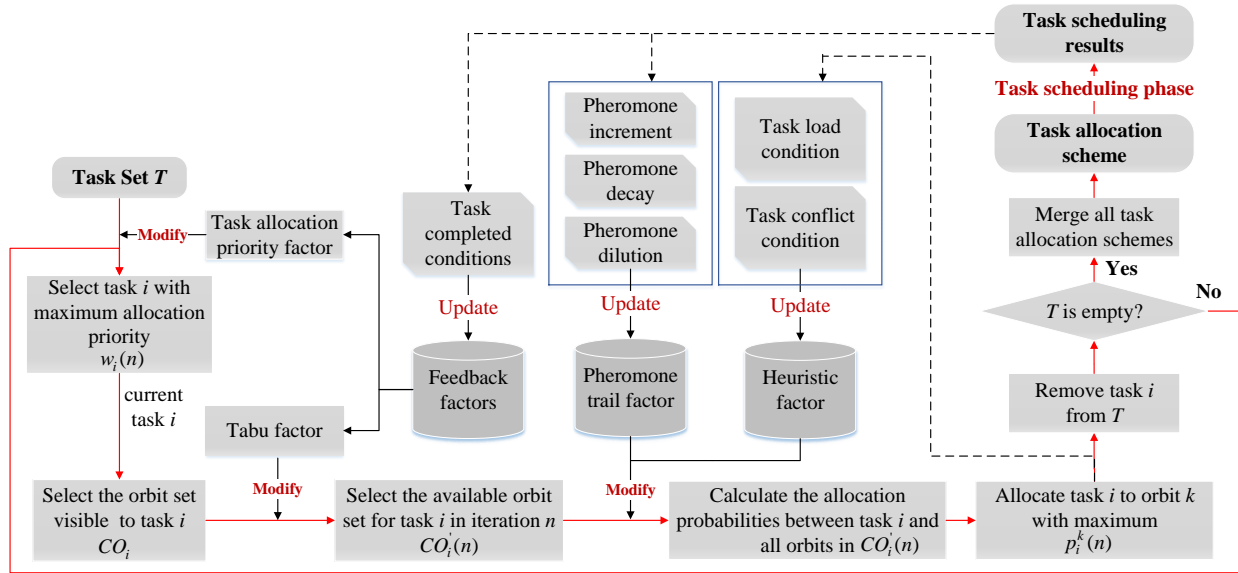 Task scheduling
results
Task scheduling phase
Task allocation
scheme
Merge all task
allocation schemes
Yes
No
T is empty?
Remove task i
from T
Pheromone
increment
Pheromone
decay
Pheromone
dilution
Task load
condition
Task conflict
condition
Task Set T
Modify
Task allocation
priority factor
Task
completed
conditions
Update
Update
Update
Select task i with
maximum allocation
priority
w_i(n)
current
task i
Feedback
factors
Pheromone
trail factor
Heuristic
factor
Tabu factor
Modify
Modify
Select the orbit set
visible to task i
CO_i
Select the available orbit
set for task i in iteration n
CO_i'(n)
Calculate the allocation
probabilities between task i and
all orbits in CO_i'(n)
Allocate task i to orbit k
with maximum
p_i^k(n)